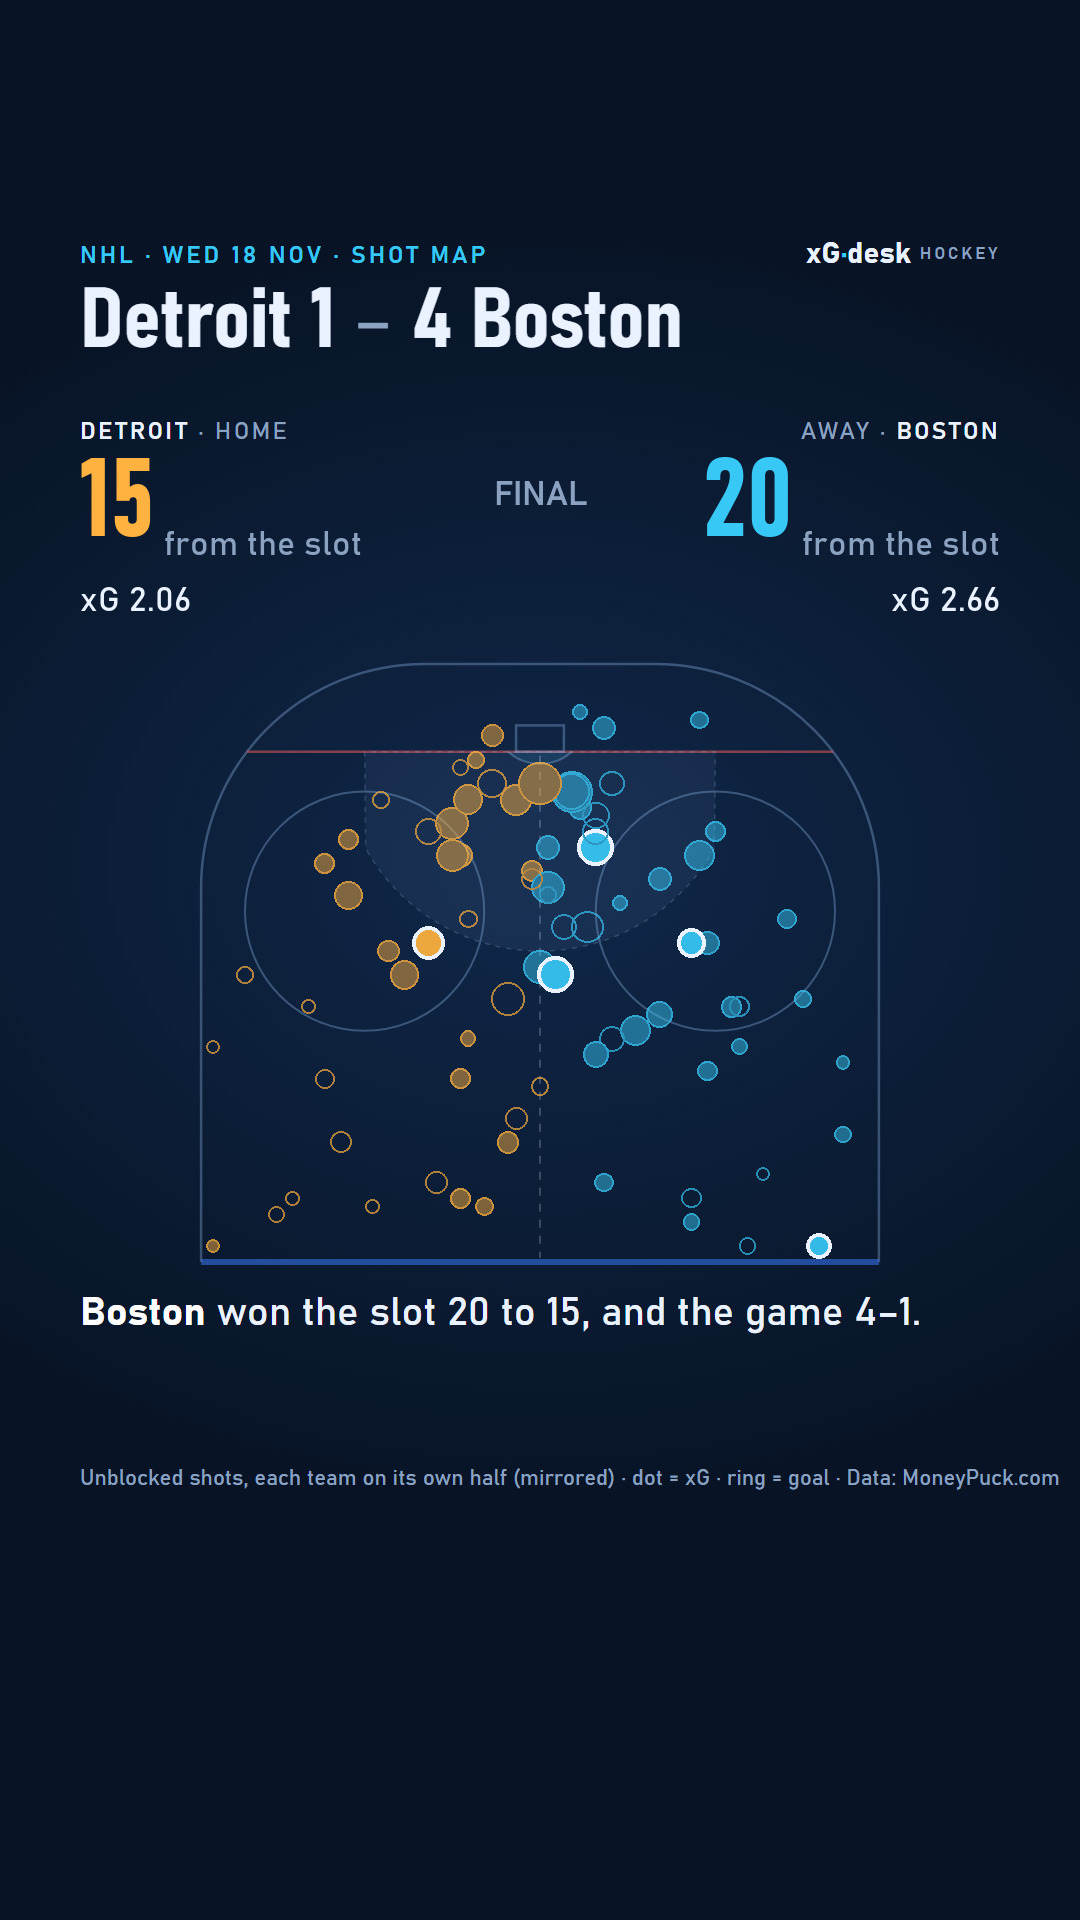 NHL · WED 18 NOV · SHOT MAP
xG·desk HOCKEY
Detroit 1 – 4 Boston
DETROIT · HOME
AWAY · BOSTON
15 from the slot
FINAL
20 from the slot
xG 2.06
xG 2.66
Boston won the slot 20 to 15, and the game 4–1.
Unblocked shots, each team on its own half (mirrored) · dot = xG · ring = goal · Data: MoneyPuck.com